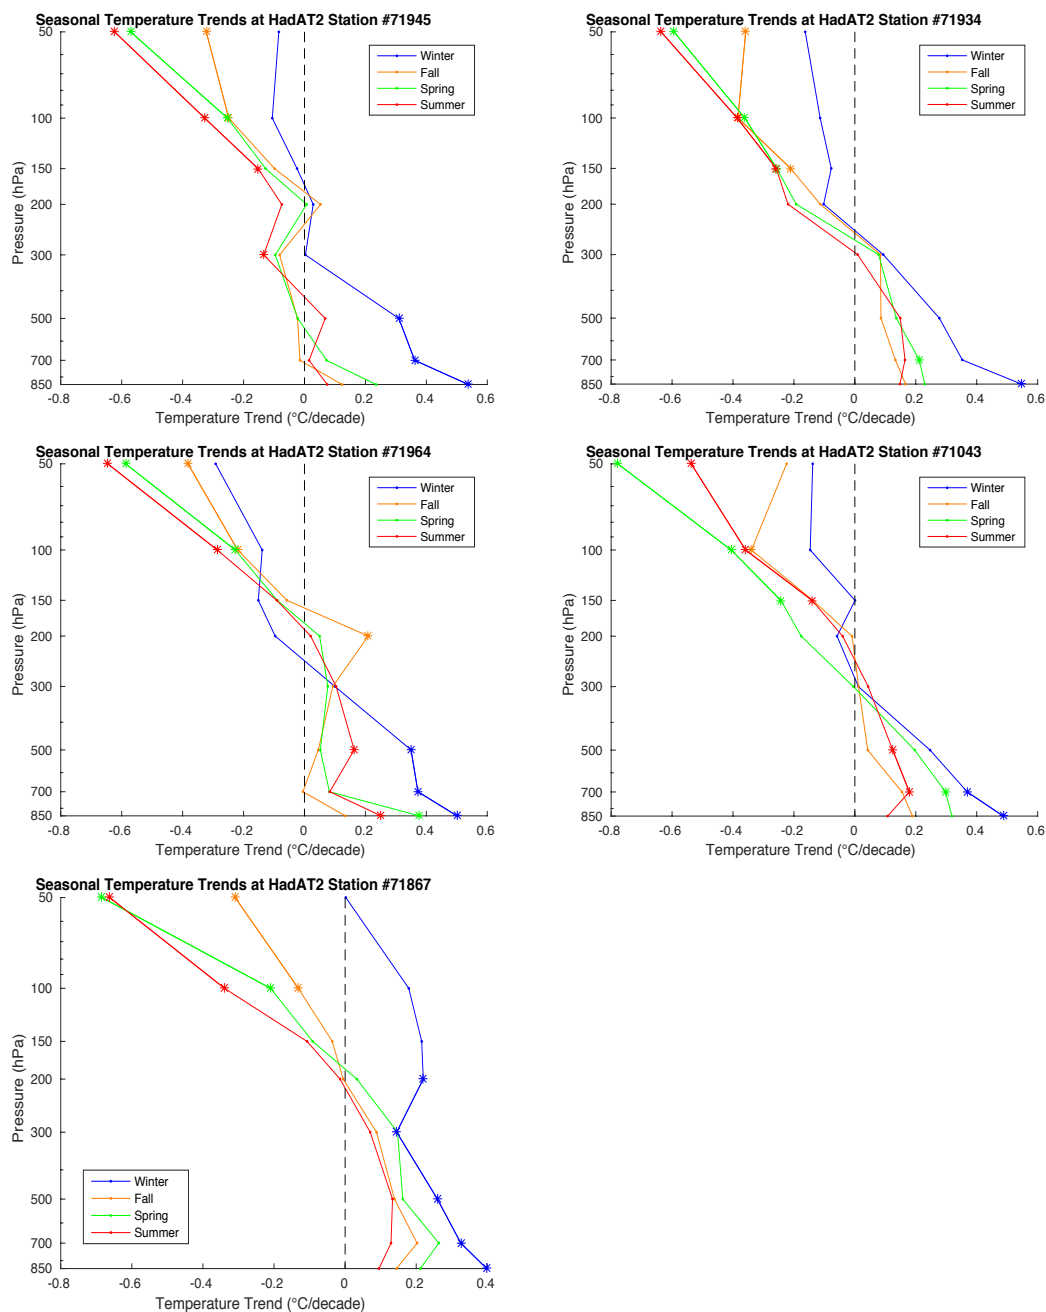 Seasonal Temperature Trends at HadAT2 Station #71945
50
100
150
200
300
500
700
850
Pressure (hPa)
Winter
Fall
Spring
Summer
-0.8 -0.6 -0.4 -0.2 0 0.2 0.4 0.6
Temperature Trend (°C/decade)
Seasonal Temperature Trends at HadAT2 Station #71934
50
100
150
200
300
500
700
850
Pressure (hPa)
Winter
Fall
Spring
Summer
-0.8 -0.6 -0.4 -0.2 0 0.2 0.4 0.6
Temperature Trend (°C/decade)
Seasonal Temperature Trends at HadAT2 Station #71964
50
100
150
200
300
500
700
850
Pressure (hPa)
Winter
Fall
Spring
Summer
-0.8 -0.6 -0.4 -0.2 0 0.2 0.4 0.6
Temperature Trend (°C/decade)
Seasonal Temperature Trends at HadAT2 Station #71043
50
100
150
200
300
500
700
850
Pressure (hPa)
Winter
Fall
Spring
Summer
-0.8 -0.6 -0.4 -0.2 0 0.2 0.4 0.6
Temperature Trend (°C/decade)
Seasonal Temperature Trends at HadAT2 Station #71867
50
100
150
200
300
500
700
850
Pressure (hPa)
Winter
Fall
Spring
Summer
-0.8 -0.6 -0.4 -0.2 0 0.2 0.4
Temperature Trend (°C/decade)